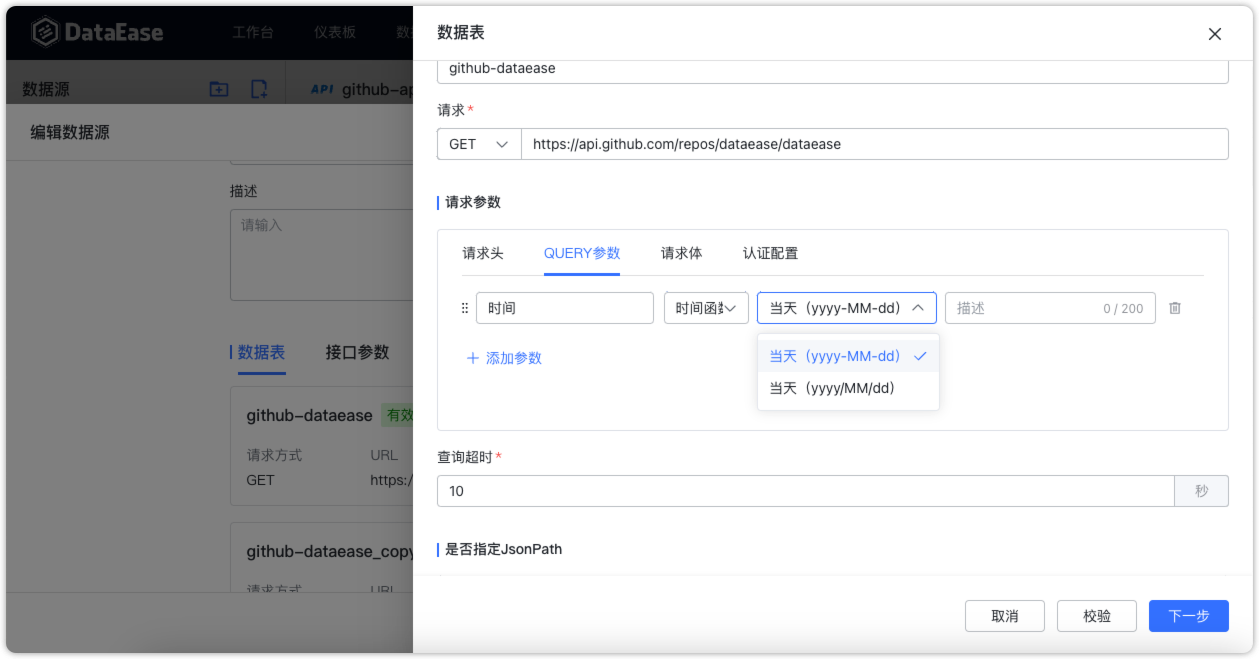 DataEase
工作台
仪表板
数据源
API github-ap
编辑数据源
描述
请输入
数据表
接口参数
github-dataease 有效
请求方式
URL
GET
https:/
github-dataease_copy
请求方式
URL
数据表
github-dataease
请求*
GET
https://api.github.com/repos/dataease/dataease
请求参数
请求头
QUERY参数
请求体
认证配置
时间
时间函数
当天（yyyy-MM-dd）
描述
0 / 200
添加参数
当天（yyyy-MM-dd）
当天（yyyy/MM/dd）
查询超时*
10
秒
是否指定JsonPath
取消
校验
下一步